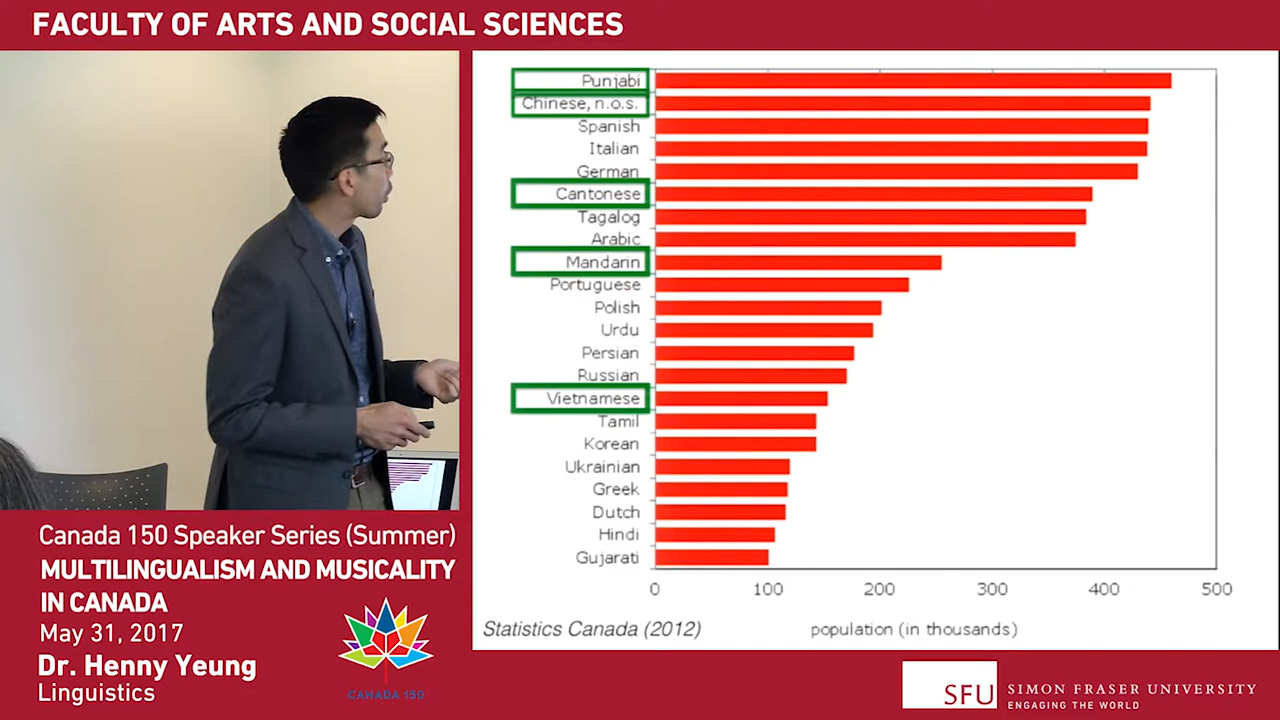 FACULTY OF ARTS AND SOCIAL SCIENCES
Punjabi
Chinese, n.o.s.
Spanish
Italian
German
Cantonese
Tagalog
Arabic
Mandarin
Portuguese
Polish
Urdu
Persian
Russian
Vietnamese
Tamil
Korean
Ukrainian
Greek
Dutch
Hindi
Gujarati
0 100 200 300 400 500
Statistics Canada (2012) population (in thousands)
Canada 150 Speaker Series (Summer)
MULTILINGUALISM AND MUSICALITY
IN CANADA
May 31, 2017
Dr. Henny Yeung
Linguistics
CANADA 150
SFU SIMON FRASER UNIVERSITY
ENGAGING THE WORLD